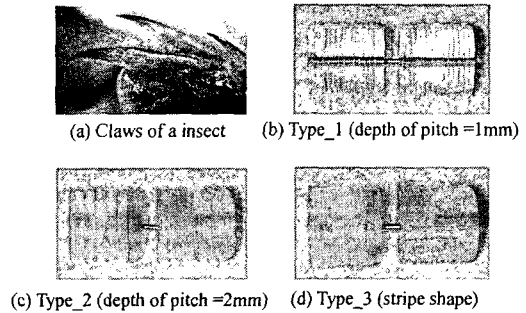 (a) Claws of a insect
(b) Type_1 (depth of pitch =1mm)
(c) Type_2 (depth of pitch =2mm)
(d) Type_3 (stripe shape)